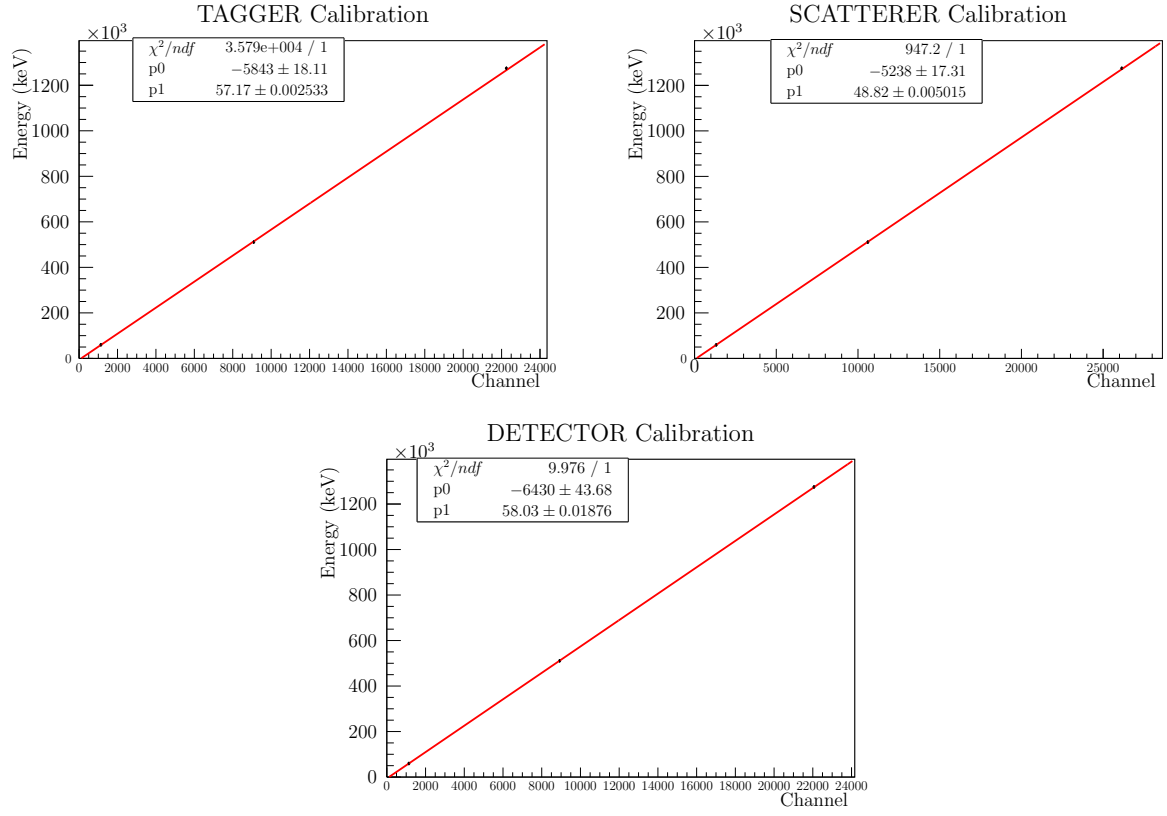 TAGGER Calibration
×10³
χ²/ndf 3.579e+004 / 1
p0 −5843 ± 18.11
p1 57.17 ± 0.002533
Energy (keV)
1200
1000
800
600
400
200
0
0 2000 4000 6000 8000 10000 12000 14000 16000 18000 20000 22000 24000
Channel
SCATTERER Calibration
×10³
χ²/ndf 947.2 / 1
p0 −5238 ± 17.31
p1 48.82 ± 0.005015
Energy (keV)
1200
1000
800
600
400
200
0
0 5000 10000 15000 20000 25000
Channel
DETECTOR Calibration
×10³
χ²/ndf 9.976 / 1
p0 −6430 ± 43.68
p1 58.03 ± 0.01876
Energy (keV)
1200
1000
800
600
400
200
0
0 2000 4000 6000 8000 10000 12000 14000 16000 18000 20000 22000 24000
Channel